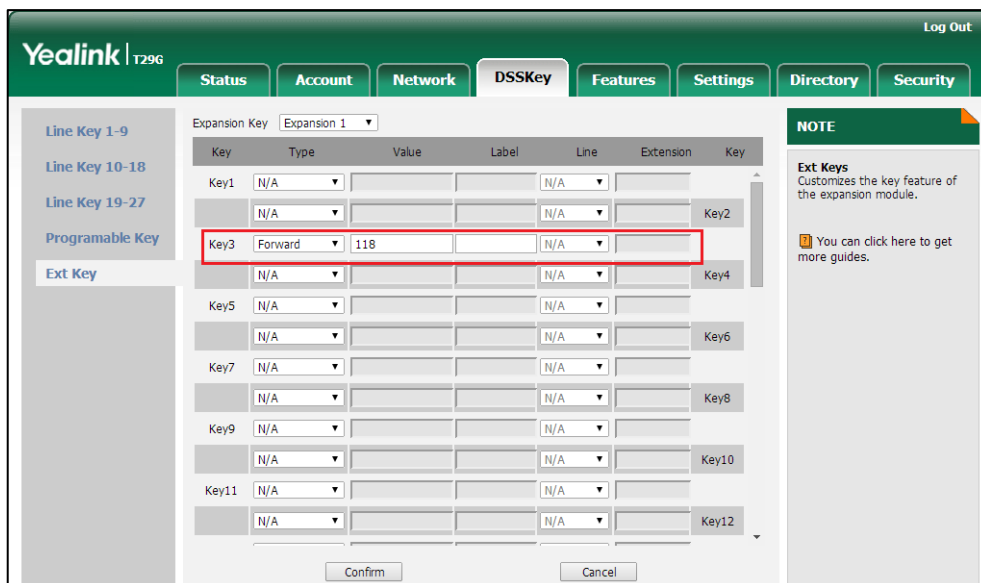 Log Out
Yealink T29G
Status Account Network DSSKey Features Settings Directory Security
Line Key 1-9
Line Key 10-18
Line Key 19-27
Programable Key
Ext Key
Expansion Key Expansion 1
Key Type Value Label Line Extension Key
Key1 N/A N/A
N/A N/A Key2
Key3 Forward 118 N/A
N/A N/A Key4
Key5 N/A N/A
N/A N/A Key6
Key7 N/A N/A
N/A N/A Key8
Key9 N/A N/A
N/A N/A Key10
Key11 N/A N/A
N/A N/A Key12
Confirm Cancel
NOTE
Ext Keys
Customizes the key feature of
the expansion module.
? You can click here to get
more guides.